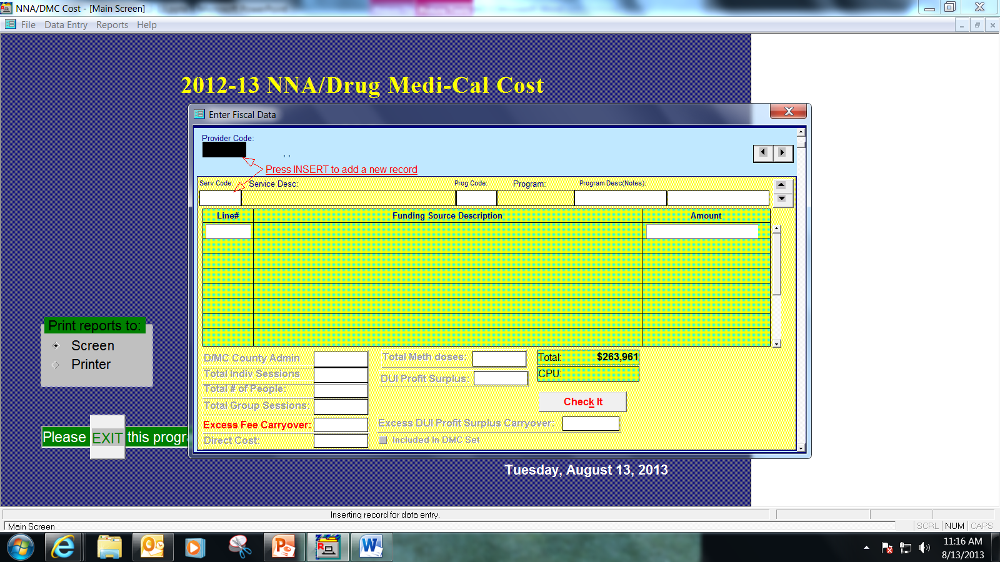 NNA/DMC Cost - [Main Screen]
File Data Entry Reports Help
2012-13 NNA/Drug Medi-Cal Cost
Enter Fiscal Data
Provider Code:
, ,
Press INSERT to add a new record
Serv Code: Service Desc: Prog Code: Program: Program Desc(Notes):
Line# Funding Source Description Amount
Print reports to:
Screen
Printer
D/MC County Admin
Total Indiv Sessions
Total # of People:
Total Group Sessions:
Excess Fee Carryover:
Direct Cost:
Total Meth doses:
DUI Profit Surplus:
Total: $263,961
CPU:
Check It
Excess DUI Profit Surplus Carryover:
Included In DMC Set
Please EXIT this progra
Tuesday, August 13, 2013
Inserting record for data entry.
Main Screen SCRL NUM CAPS
11:16 AM
8/13/2013